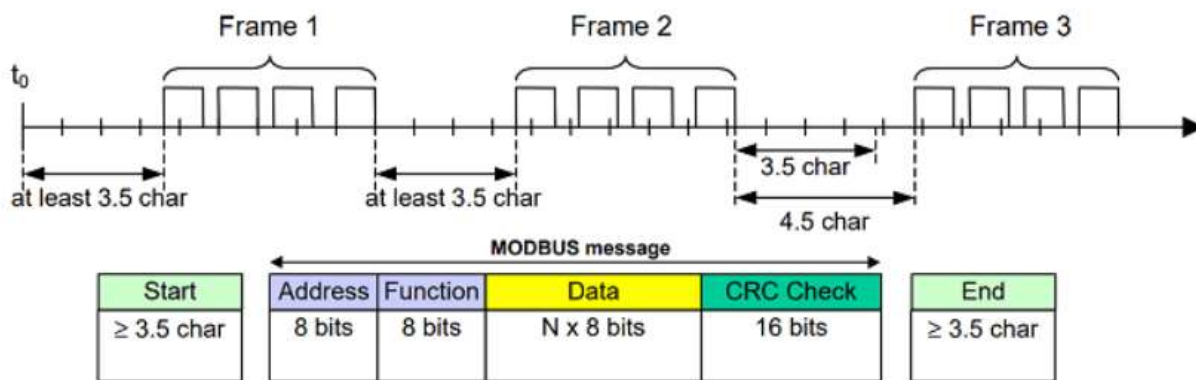 Frame 1 Frame 2 Frame 3
t0
3.5 char
at least 3.5 char at least 3.5 char
4.5 char
MODBUS message
Start Address Function Data CRC Check End
≥ 3.5 char 8 bits 8 bits N x 8 bits 16 bits ≥ 3.5 char